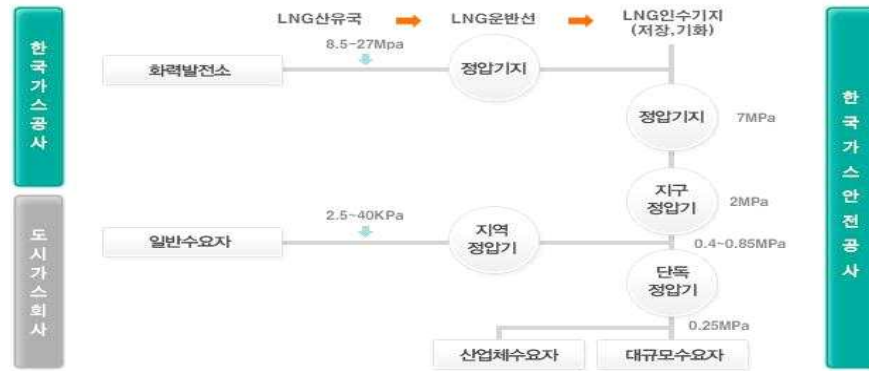 한국가스공사
도시가스회사
LNG산유국
LNG운반선
LNG인수기지
(저장,기화)
8.5~27Mpa
화력발전소
정압기지
정압기지
7MPa
지구
정압기
2MPa
2.5~40KPa
일반수요자
지역
정압기
0.4~0.85MPa
단독
정압기
0.25MPa
산업체수요자
대규모수요자
한국가스안전공사